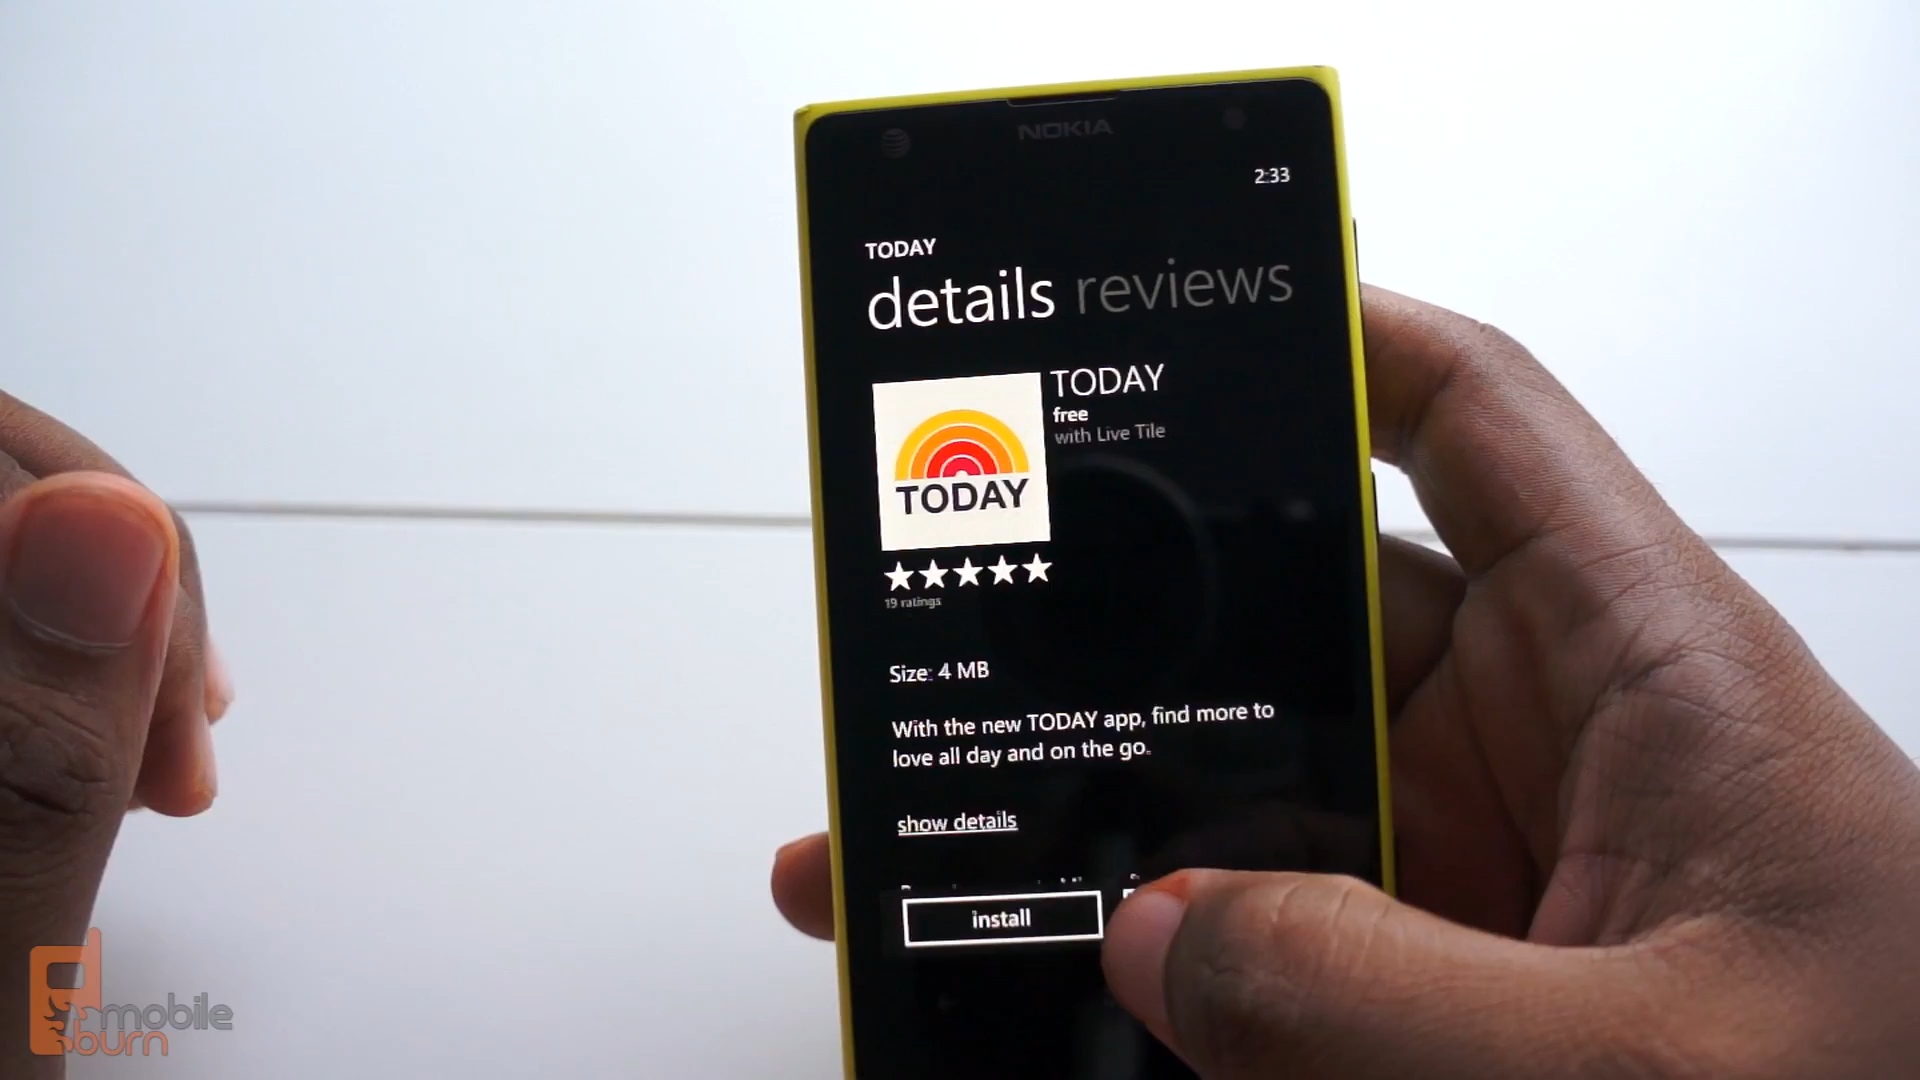 NOKIA
2:33
TODAY
details reviews
TODAY
free
with Live Tile
TODAY
19 ratings
Size: 4 MB
With the new TODAY app, find more to
love all day and on the go.
show details
install
mobile
burn